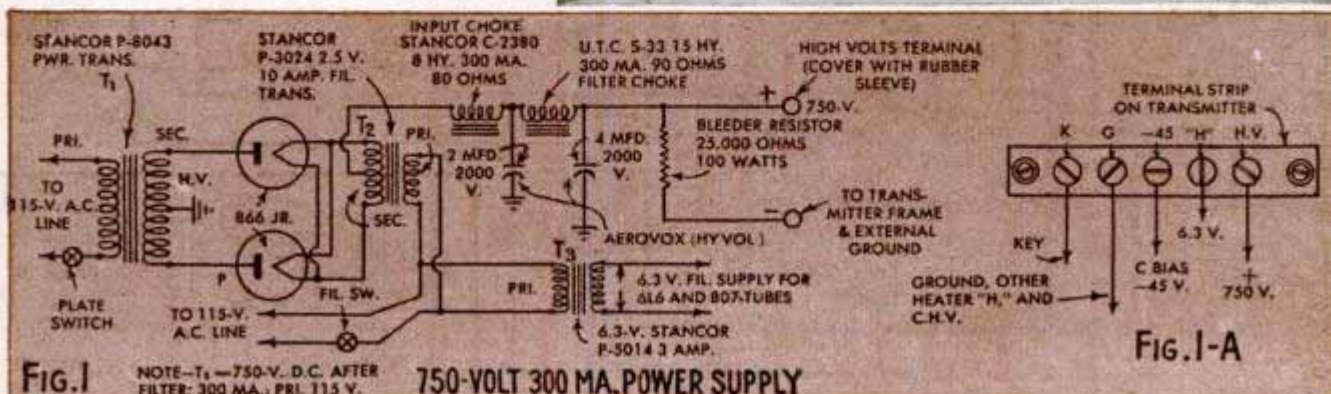 STANCOR P-8043
PWR. TRANS.
T1
STANCOR
P-3024 2.5 V.
10 AMP. FIL.
TRANS.
INPUT CHOKE
STANCOR C-2380
8 HY. 300 MA.
80 OHMS
U.T.C. S-33 15 HY.
300 MA. 90 OHMS
FILTER CHOKE
HIGH VOLTS TERMINAL
(COVER WITH RUBBER
SLEEVE)
+
750-V.
PRI.
SEC.
H.V.
TO
115-V. A.C.
LINE
866 JR.
P
PLATE
SWITCH
T2
PRI.
SEC.
2 MFD.
2000
V.
4 MFD.
2000
V.
BLEEDER RESISTOR
25,000 OHMS
100 WATTS
-
TO TRANS-
MITTER FRAME
& EXTERNAL
GROUND
AEROVOX (HYVOL)
FIL. SW.
TO 115-V.
A.C. LINE
T3
PRI.
6.3 V. FIL. SUPPLY FOR
6L6 AND 807-TUBES
6.3-V. STANCOR
P-5014 3 AMP.
FIG.1
NOTE-T1=750-V. D.C. AFTER
FILTER; 300 MA.; PRI. 115 V.
750-VOLT 300 MA. POWER SUPPLY
TERMINAL STRIP
ON TRANSMITTER
K G -45 "H" H.V.
KEY
GROUND, OTHER
HEATER "H," AND
C.H.V.
C BIAS
-45 V.
6.3 V.
+
750 V.
FIG.1-A